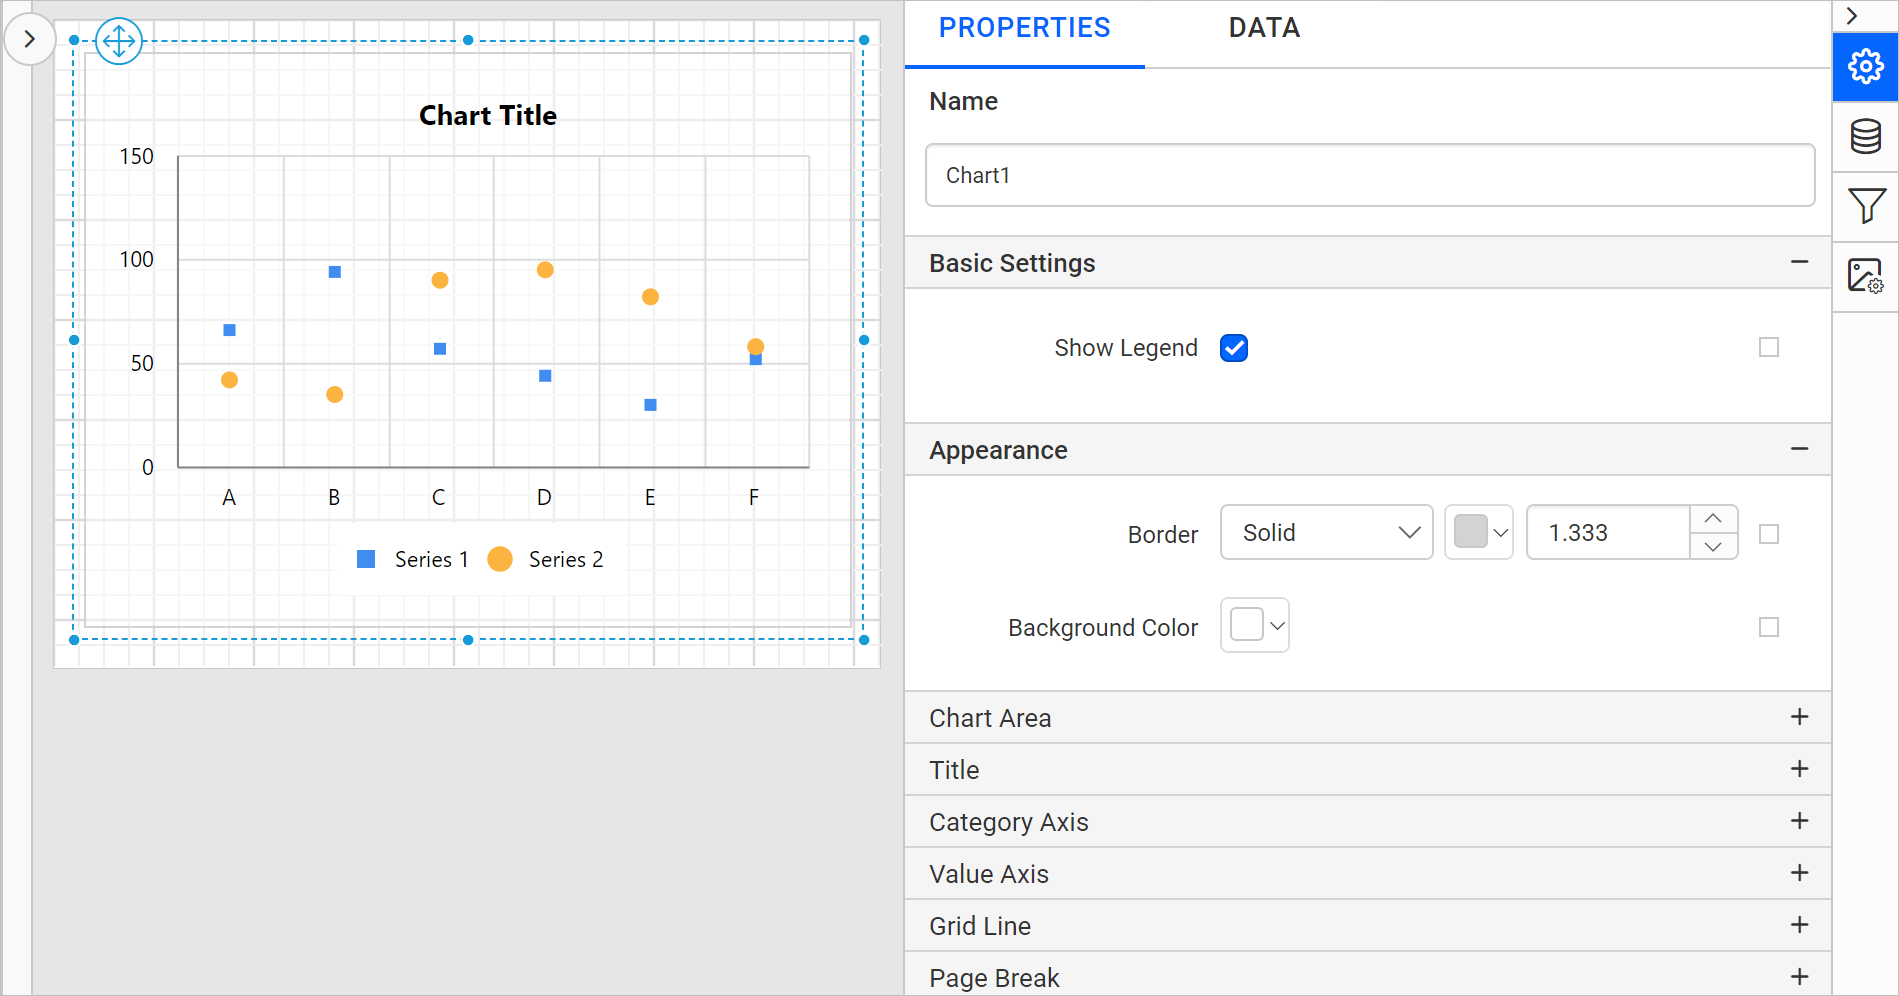 PROPERTIES DATA
Name
Chart1
Basic Settings
Show Legend
Appearance
Border Solid 1.333
Background Color
Chart Area
Title
Category Axis
Value Axis
Grid Line
Page Break
Chart Title
150
100
50
0
A B C D E F
Series 1 Series 2